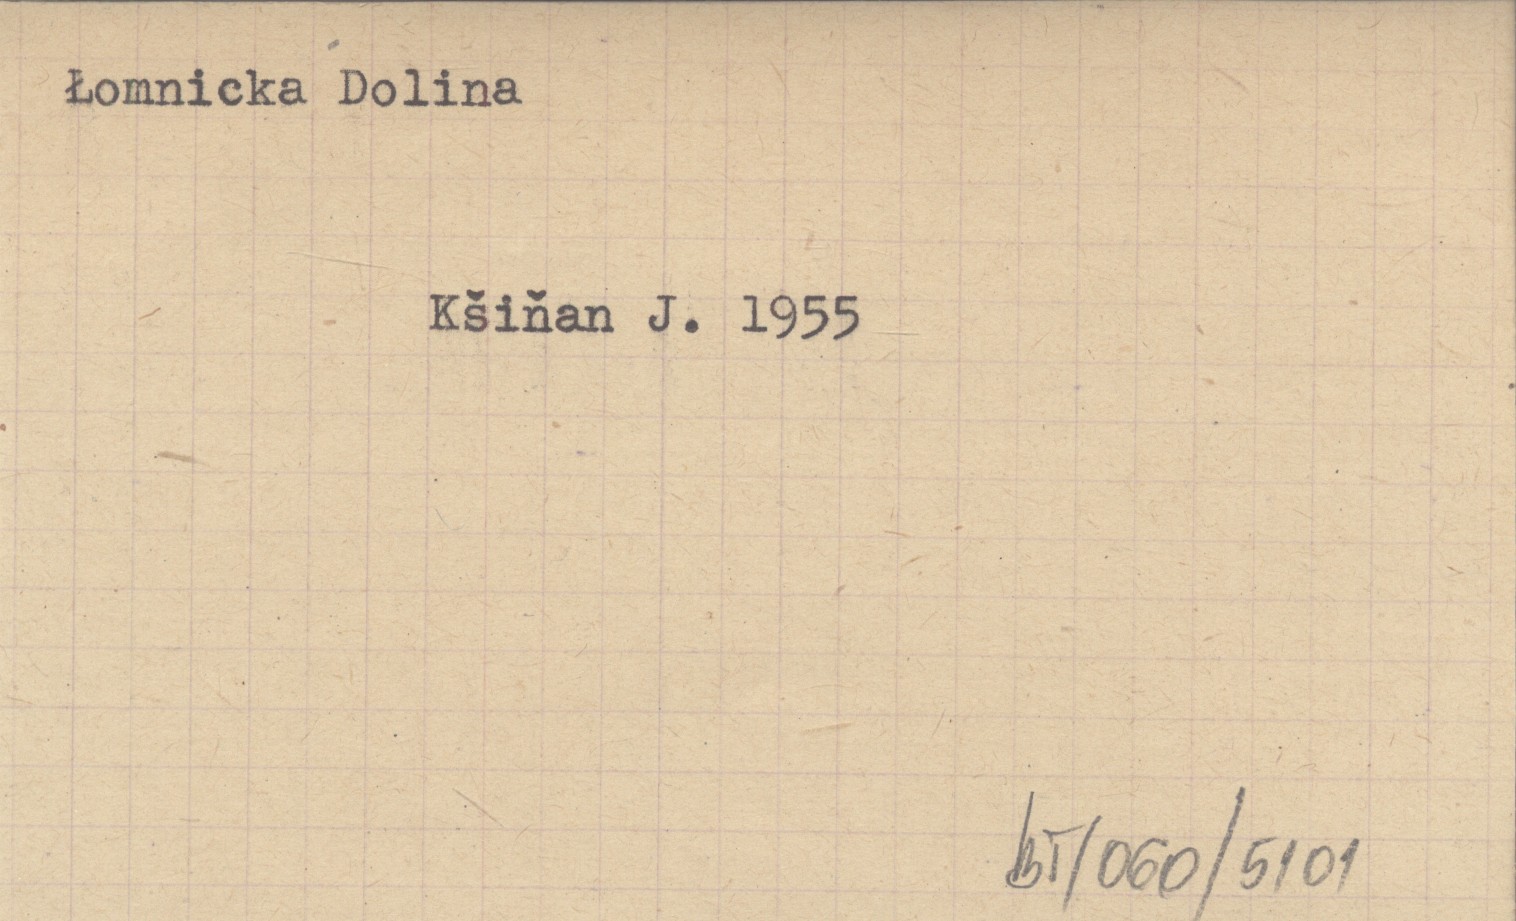 Łomnicka Dolina
Kšiňan J. 1955
bT/060/5101